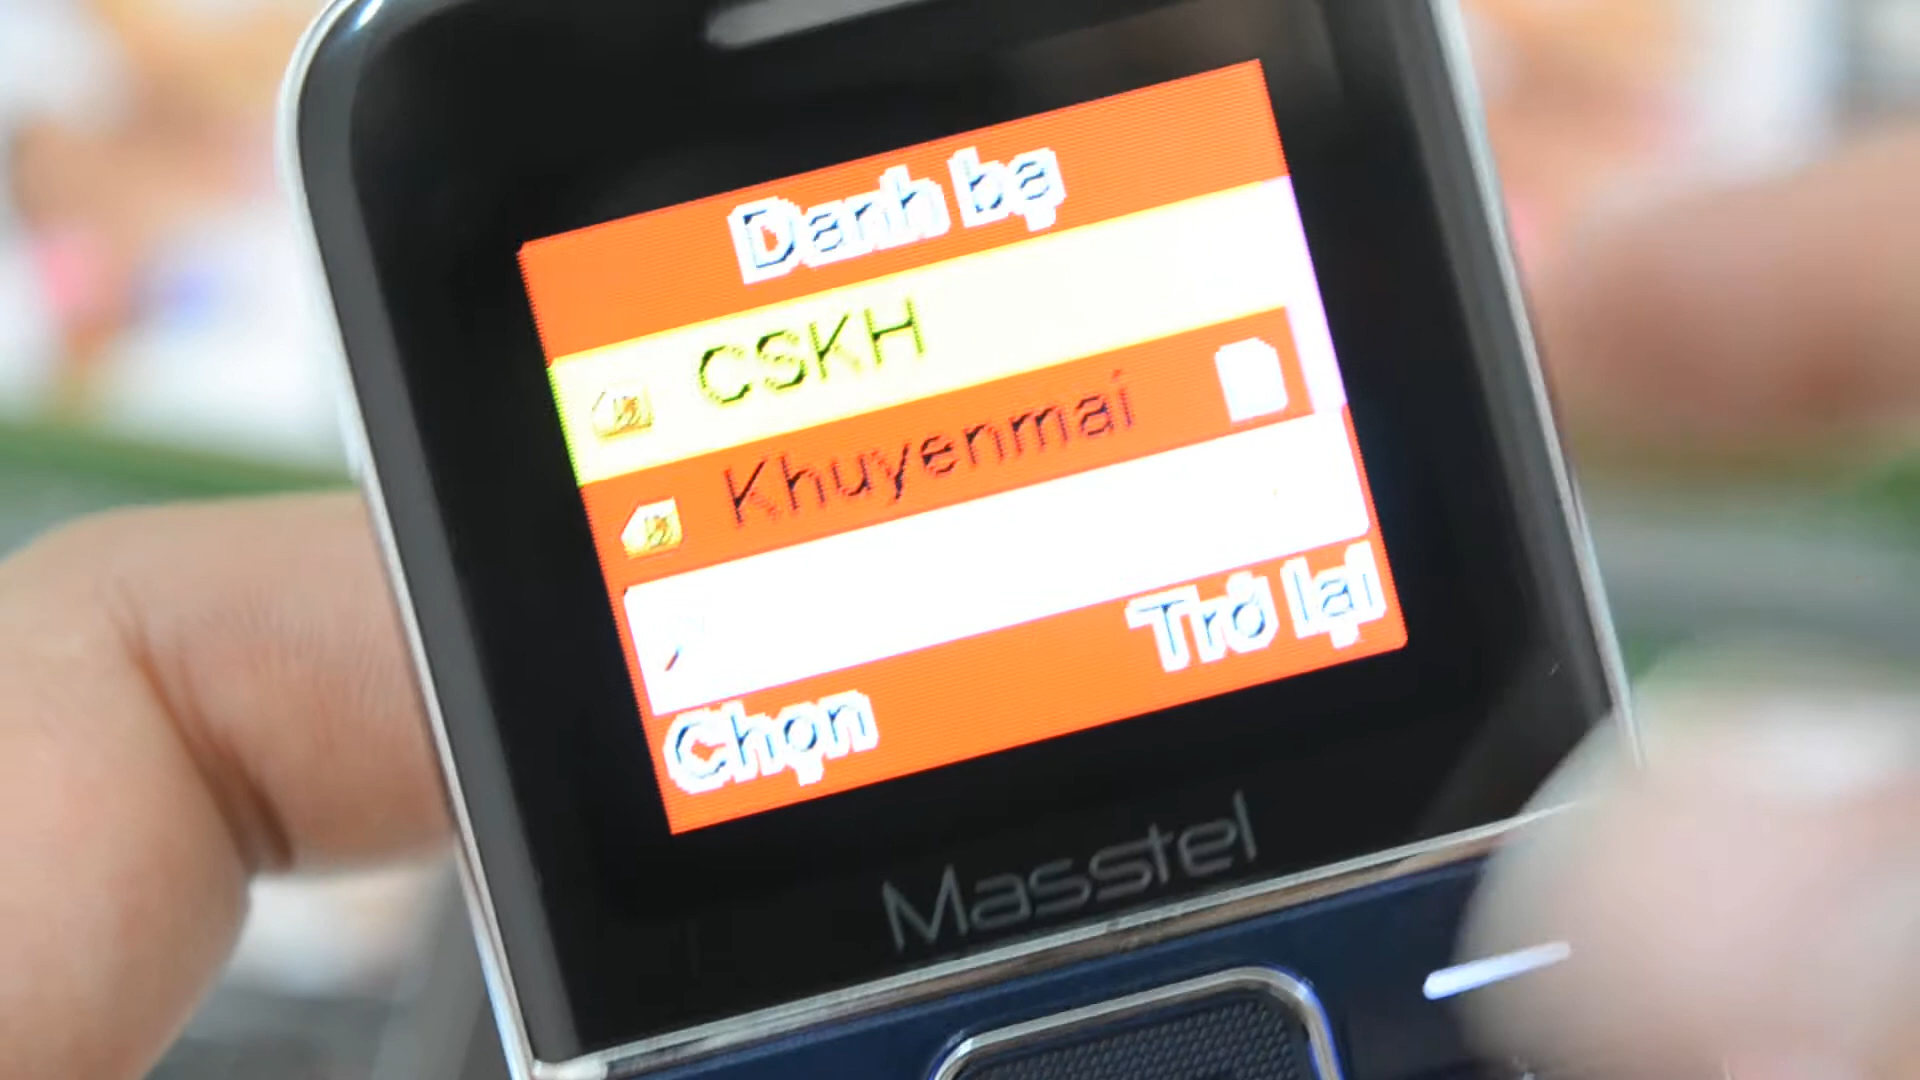 Danh bạ
CSKH
Khuyenmai
Trở lại
Chọn
Masstel